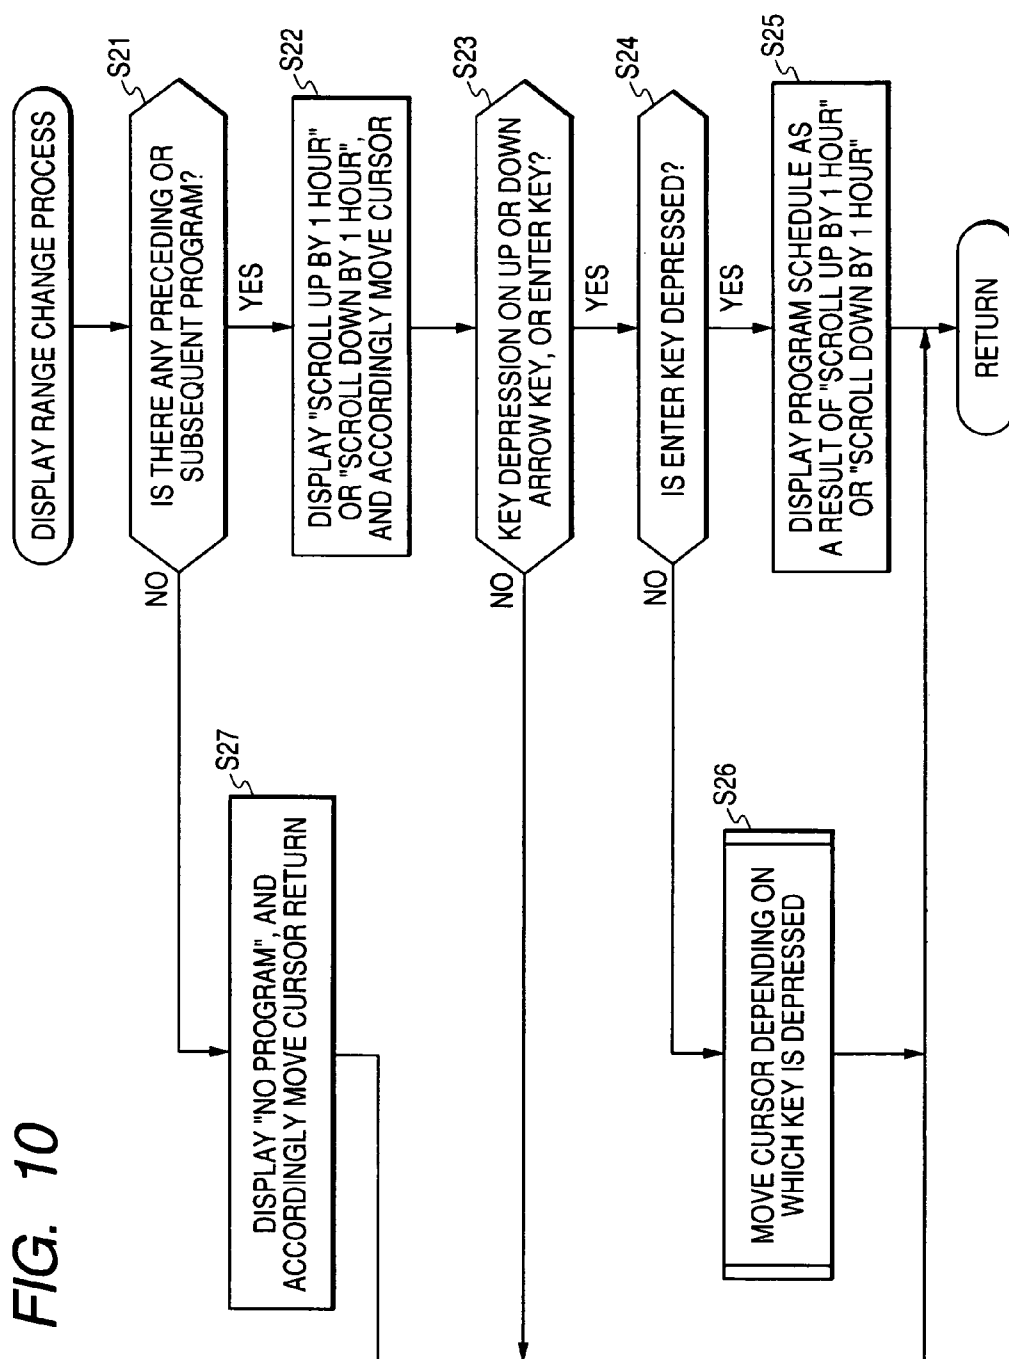 FIG. 10
DISPLAY RANGE CHANGE PROCESS
S21
IS THERE ANY PRECEDING OR
SUBSEQUENT PROGRAM?
NO
YES
S27
DISPLAY "NO PROGRAM", AND
ACCORDINGLY MOVE CURSOR RETURN
S22
DISPLAY "SCROLL UP BY 1 HOUR"
OR "SCROLL DOWN BY 1 HOUR",
AND ACCORDINGLY MOVE CURSOR
S23
KEY DEPRESSION ON UP OR DOWN
ARROW KEY, OR ENTER KEY?
NO
YES
S24
IS ENTER KEY DEPRESSED?
NO
YES
S26
MOVE CURSOR DEPENDING ON
WHICH KEY IS DEPRESSED
S25
DISPLAY PROGRAM SCHEDULE AS
A RESULT OF "SCROLL UP BY 1 HOUR"
OR "SCROLL DOWN BY 1 HOUR"
RETURN